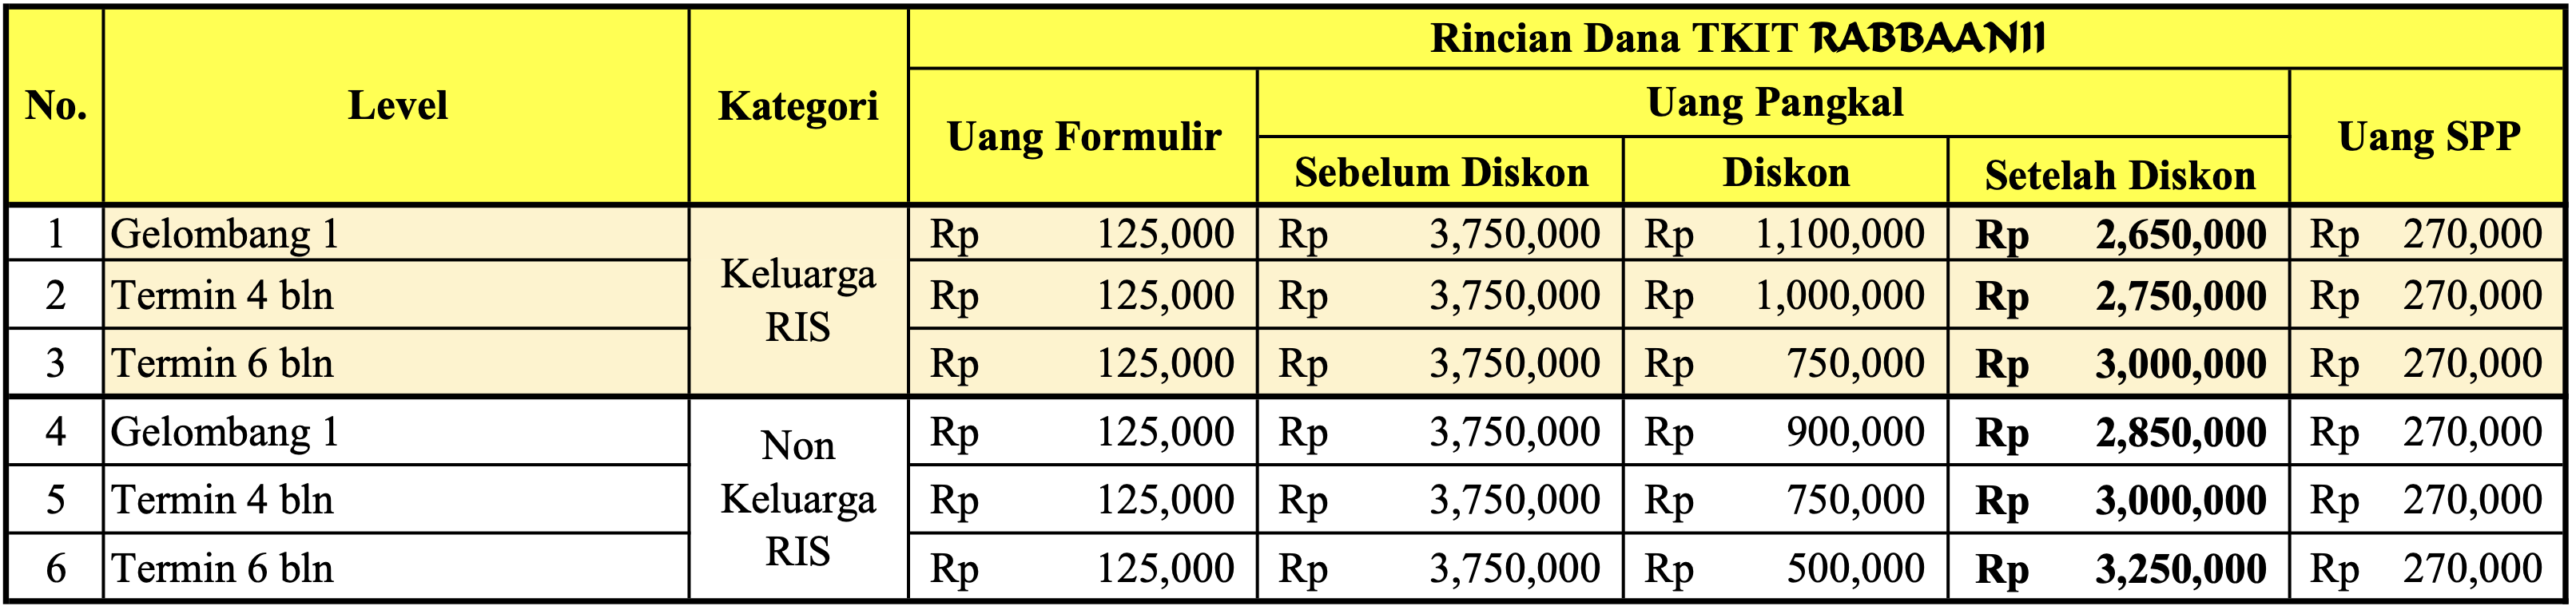 Rincian Dana TKIT RABBAANII
No. Level Kategori Uang Formulir Uang Pangkal Uang SPP
Sebelum Diskon Diskon Setelah Diskon
1 Gelombang 1 Keluarga RIS Rp 125,000 Rp 3,750,000 Rp 1,100,000 Rp 2,650,000 Rp 270,000
2 Termin 4 bln Rp 125,000 Rp 3,750,000 Rp 1,000,000 Rp 2,750,000 Rp 270,000
3 Termin 6 bln Rp 125,000 Rp 3,750,000 Rp 750,000 Rp 3,000,000 Rp 270,000
4 Gelombang 1 Non Keluarga RIS Rp 125,000 Rp 3,750,000 Rp 900,000 Rp 2,850,000 Rp 270,000
5 Termin 4 bln Rp 125,000 Rp 3,750,000 Rp 750,000 Rp 3,000,000 Rp 270,000
6 Termin 6 bln Rp 125,000 Rp 3,750,000 Rp 500,000 Rp 3,250,000 Rp 270,000